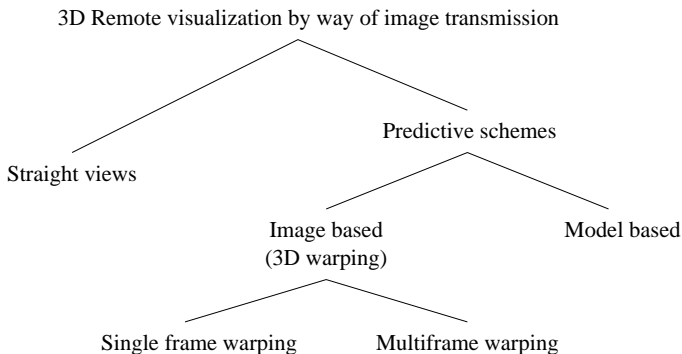 3D Remote visualization by way of image transmission
Predictive schemes
Straight views
Image based
(3D warping)
Model based
Single frame warping
Multiframe warping